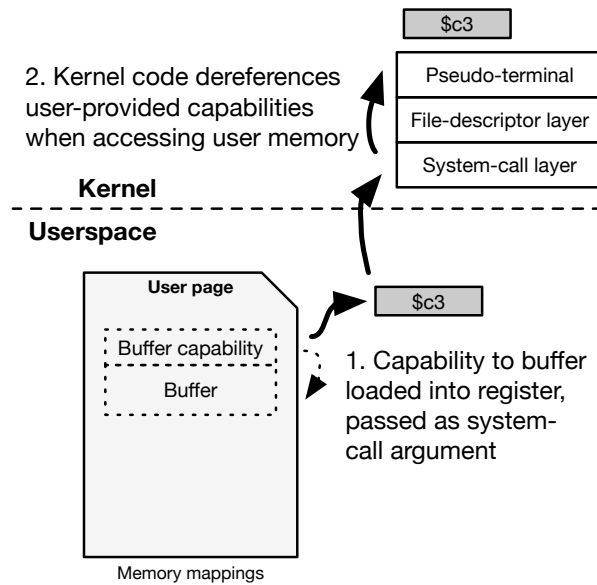 $c3
Pseudo-terminal
File-descriptor layer
System-call layer
2. Kernel code dereferences
user-provided capabilities
when accessing user memory
Kernel
Userspace
User page
Buffer capability
Buffer
$c3
1. Capability to buffer
loaded into register,
passed as system-
call argument
Memory mappings